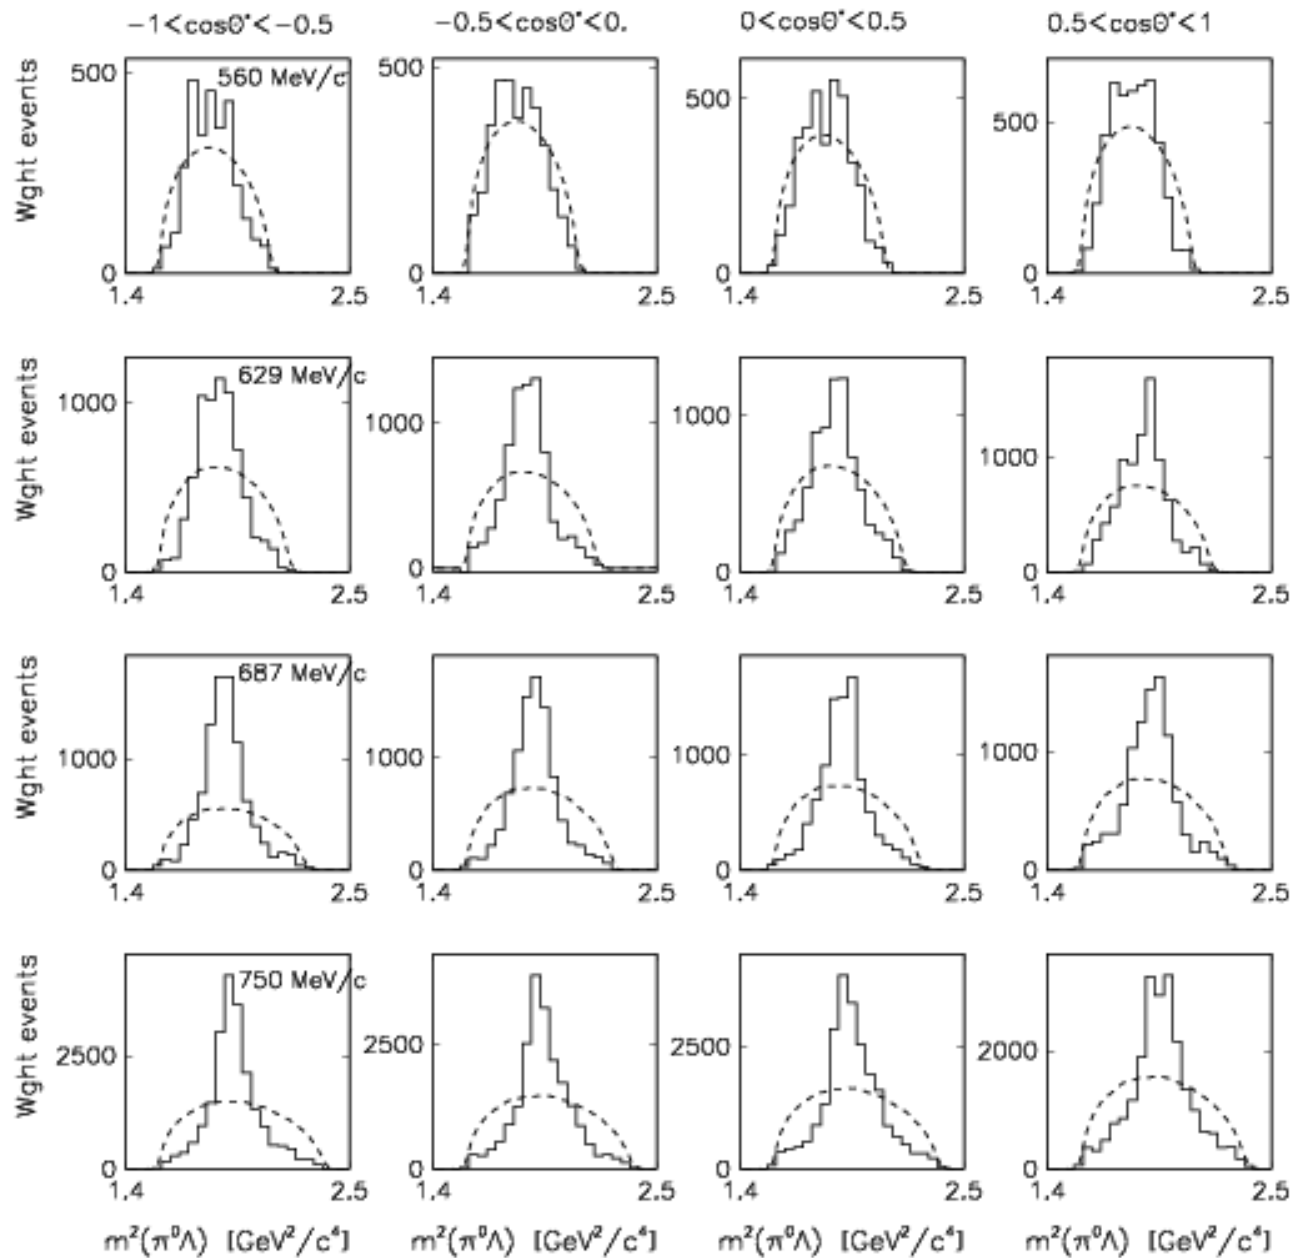 -1<cosΘ*<-0.5 -0.5<cosΘ*<0. 0<cosΘ*<0.5 0.5<cosΘ*<1
Wght events
560 MeV/c
500 500 500 500
0 0 0 0
1.4 2.5 1.4 2.5 1.4 2.5 1.4 2.5
Wght events
629 MeV/c
1000 1000 1000 1000
0 0 0 0
1.4 2.5 1.4 2.5 1.4 2.5 1.4 2.5
Wght events
687 MeV/c
1000 1000 1000 1000
0 0 0 0
1.4 2.5 1.4 2.5 1.4 2.5 1.4 2.5
Wght events
750 MeV/c
2500 2500 2500 2000
0 0 0 0
1.4 2.5 1.4 2.5 1.4 2.5 1.4 2.5
m²(π⁰Λ) [GeV²/c⁴] m²(π⁰Λ) [GeV²/c⁴] m²(π⁰Λ) [GeV²/c⁴] m²(π⁰Λ) [GeV²/c⁴]